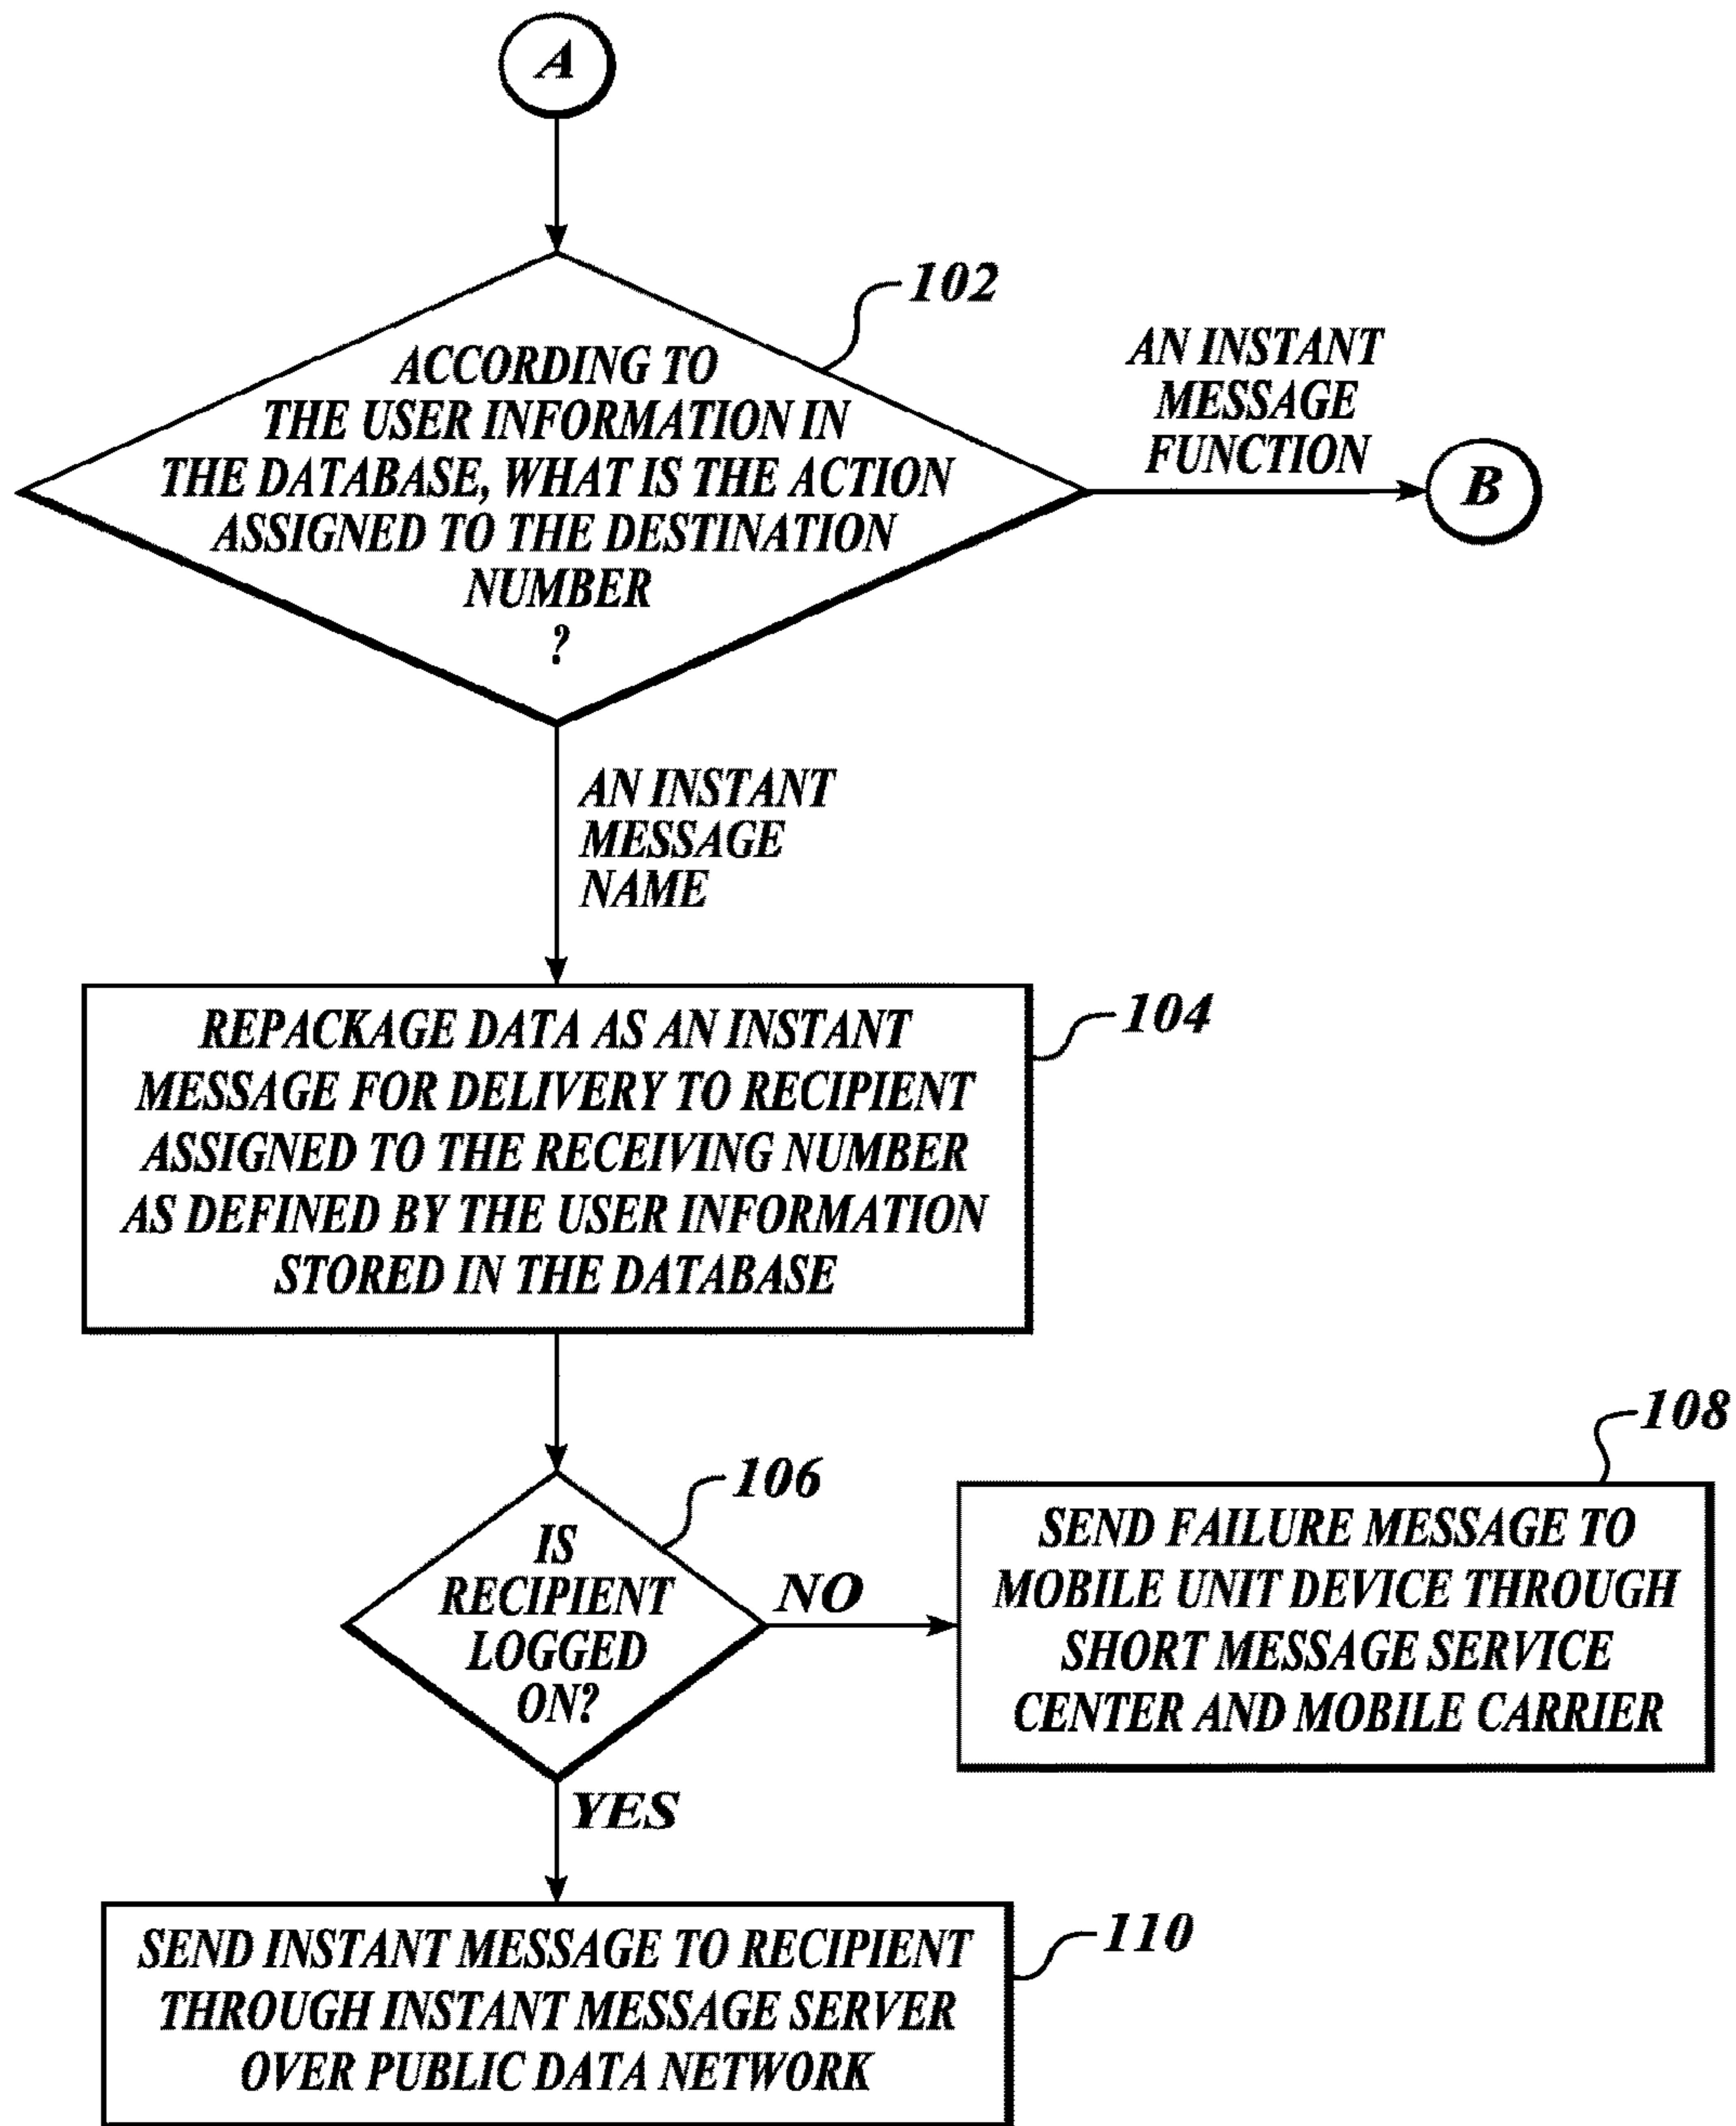 A
102
ACCORDING TO
THE USER INFORMATION IN
THE DATABASE, WHAT IS THE ACTION
ASSIGNED TO THE DESTINATION
NUMBER
?
AN INSTANT
MESSAGE
FUNCTION
B
AN INSTANT
MESSAGE
NAME
104
REPACKAGE DATA AS AN INSTANT
MESSAGE FOR DELIVERY TO RECIPIENT
ASSIGNED TO THE RECEIVING NUMBER
AS DEFINED BY THE USER INFORMATION
STORED IN THE DATABASE
106
IS
RECIPIENT
LOGGED
ON?
NO
108
SEND FAILURE MESSAGE TO
MOBILE UNIT DEVICE THROUGH
SHORT MESSAGE SERVICE
CENTER AND MOBILE CARRIER
YES
110
SEND INSTANT MESSAGE TO RECIPIENT
THROUGH INSTANT MESSAGE SERVER
OVER PUBLIC DATA NETWORK